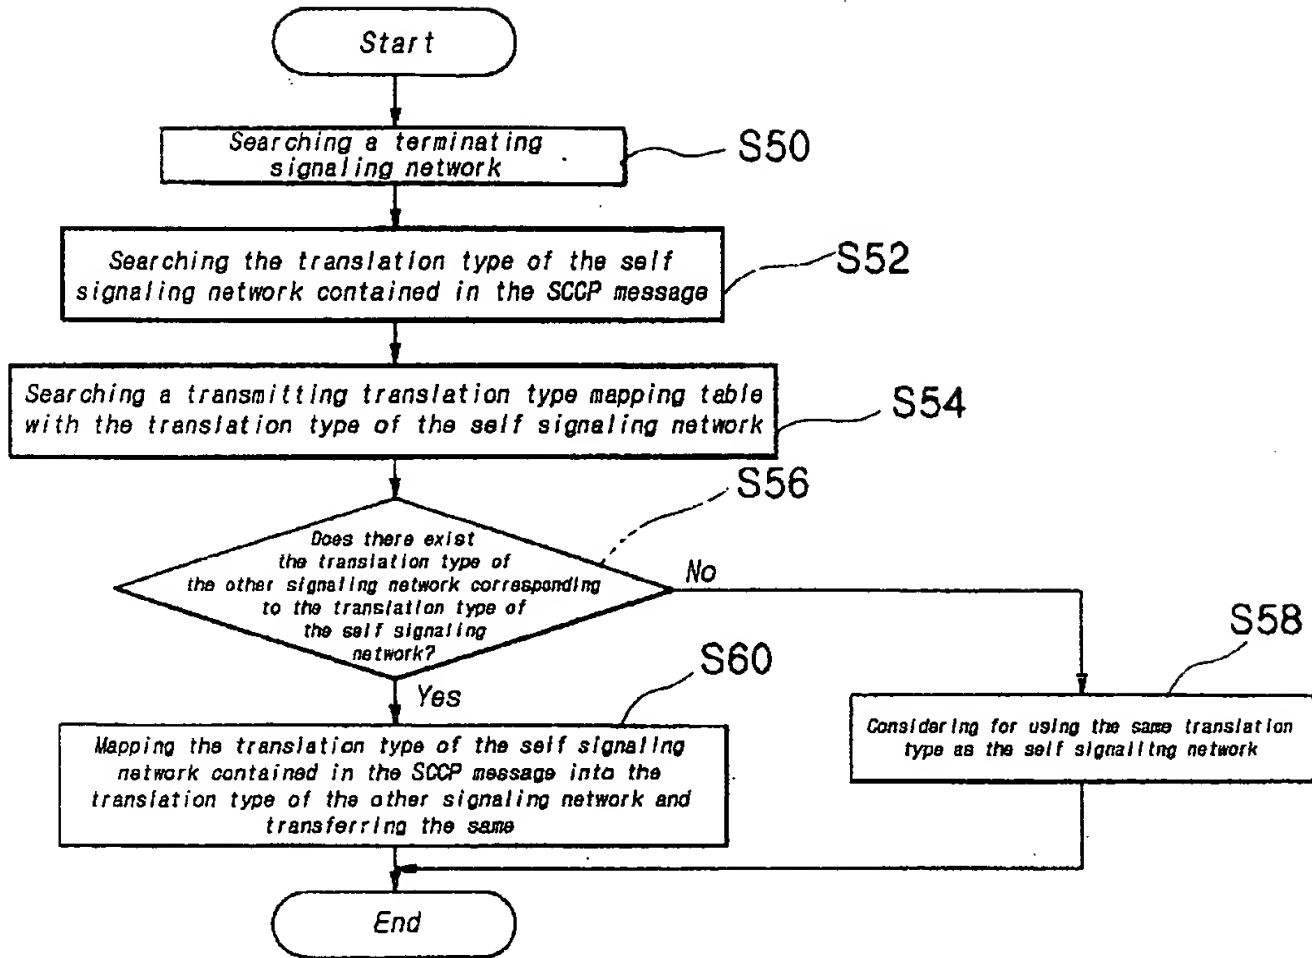 Start
Searching a terminating
signaling network
S50
Searching the translation type of the self
signaling network contained in the SCCP message
S52
Searching a transmitting translation type mapping table
with the translation type of the self signaling network
S54
S56
Does there exist
the translation type of
the other signaling network corresponding
to the translation type of
the self signaling
network?
No
Yes
S58
Considering for using the same translation
type as the self signalitng network
S60
Mapping the translation type of the self signaling
network contained in the SCCP message into the
translation type of the other signaling network and
transferring the same
End